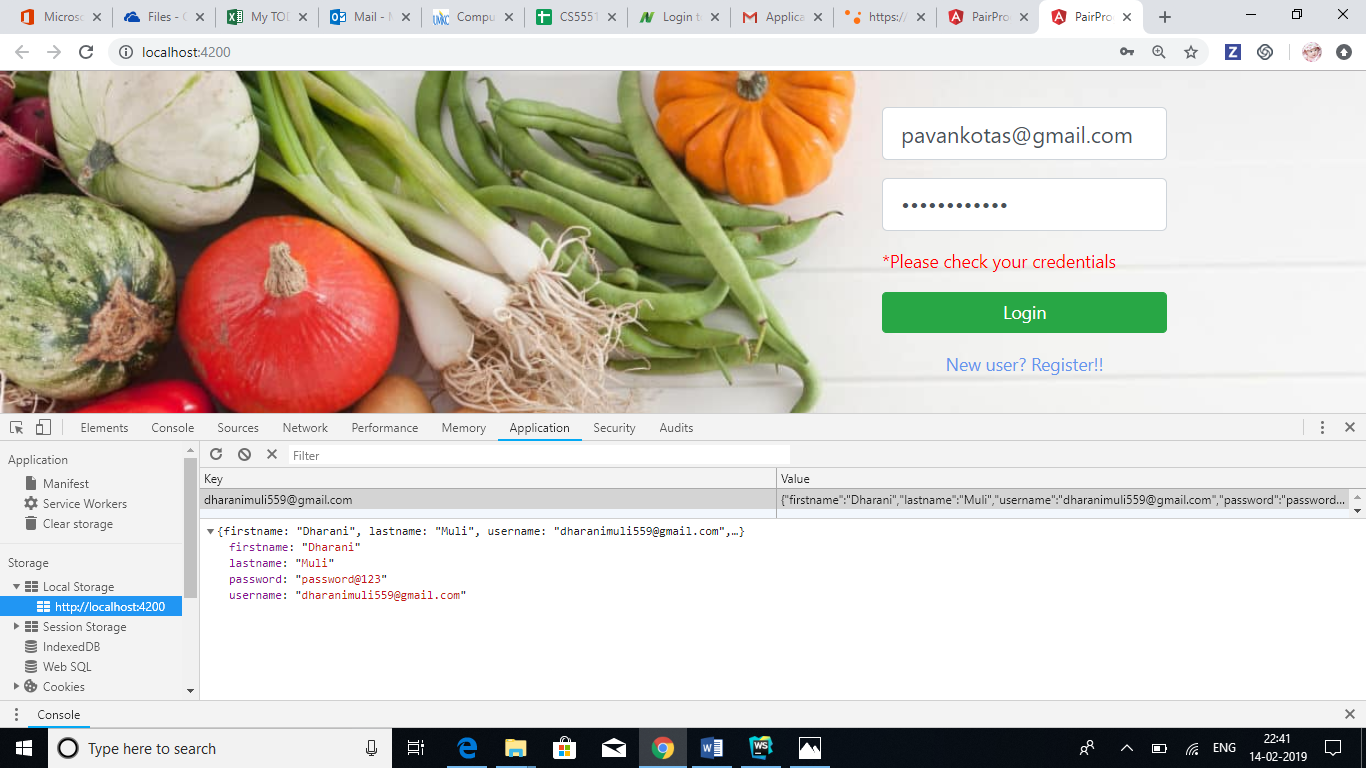 Microso
Files - O
My TOD
Mail - M
UMKC
Compu
CS5551
Login to
Applica
https://
PairPro
PairPro
localhost:4200
Z
pavankotas@gmail.com
••••••••••••
*Please check your credentials
Login
New user? Register!!
Elements Console Sources Network Performance Memory Application Security Audits
Application
Manifest
Service Workers
Clear storage
Storage
Local Storage
http://localhost:4200
Session Storage
IndexedDB
Web SQL
Cookies
Filter
Key Value
dharanimuli559@gmail.com {"firstname":"Dharani","lastname":"Muli","username":"dharanimuli559@gmail.com","password":"password...
{firstname: "Dharani", lastname: "Muli", username: "dharanimuli559@gmail.com",…}
firstname: "Dharani"
lastname: "Muli"
password: "password@123"
username: "dharanimuli559@gmail.com"
Console
Type here to search
WS
ENG
22:41
14-02-2019